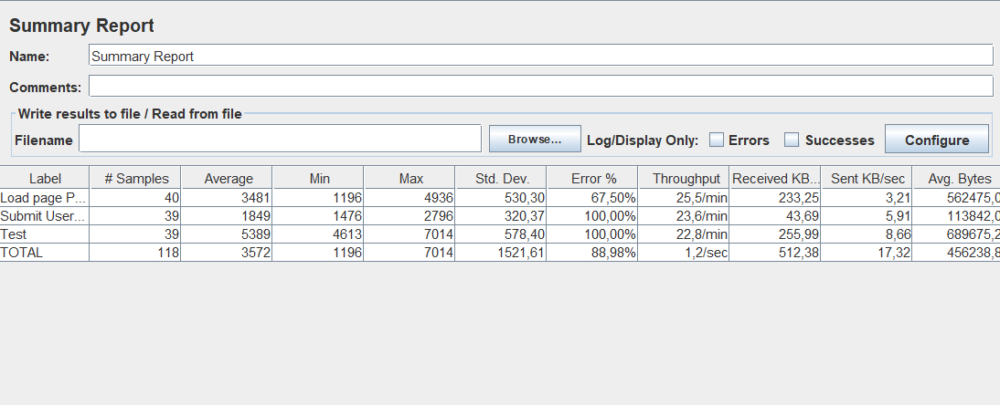 Summary Report
Name: Summary Report
Comments:
Write results to file / Read from file
Filename Browse... Log/Display Only: Errors Successes Configure
Label # Samples Average Min Max Std. Dev. Error % Throughput Received KB... Sent KB/sec Avg. Bytes
Load page P... 40 3481 1196 4936 530,30 67,50% 25,5/min 233,25 3,21 562475,0
Submit User... 39 1849 1476 2796 320,37 100,00% 23,6/min 43,69 5,91 113842,0
Test 39 5389 4613 7014 578,40 100,00% 22,8/min 255,99 8,66 689675,2
TOTAL 118 3572 1196 7014 1521,61 88,98% 1,2/sec 512,38 17,32 456238,8